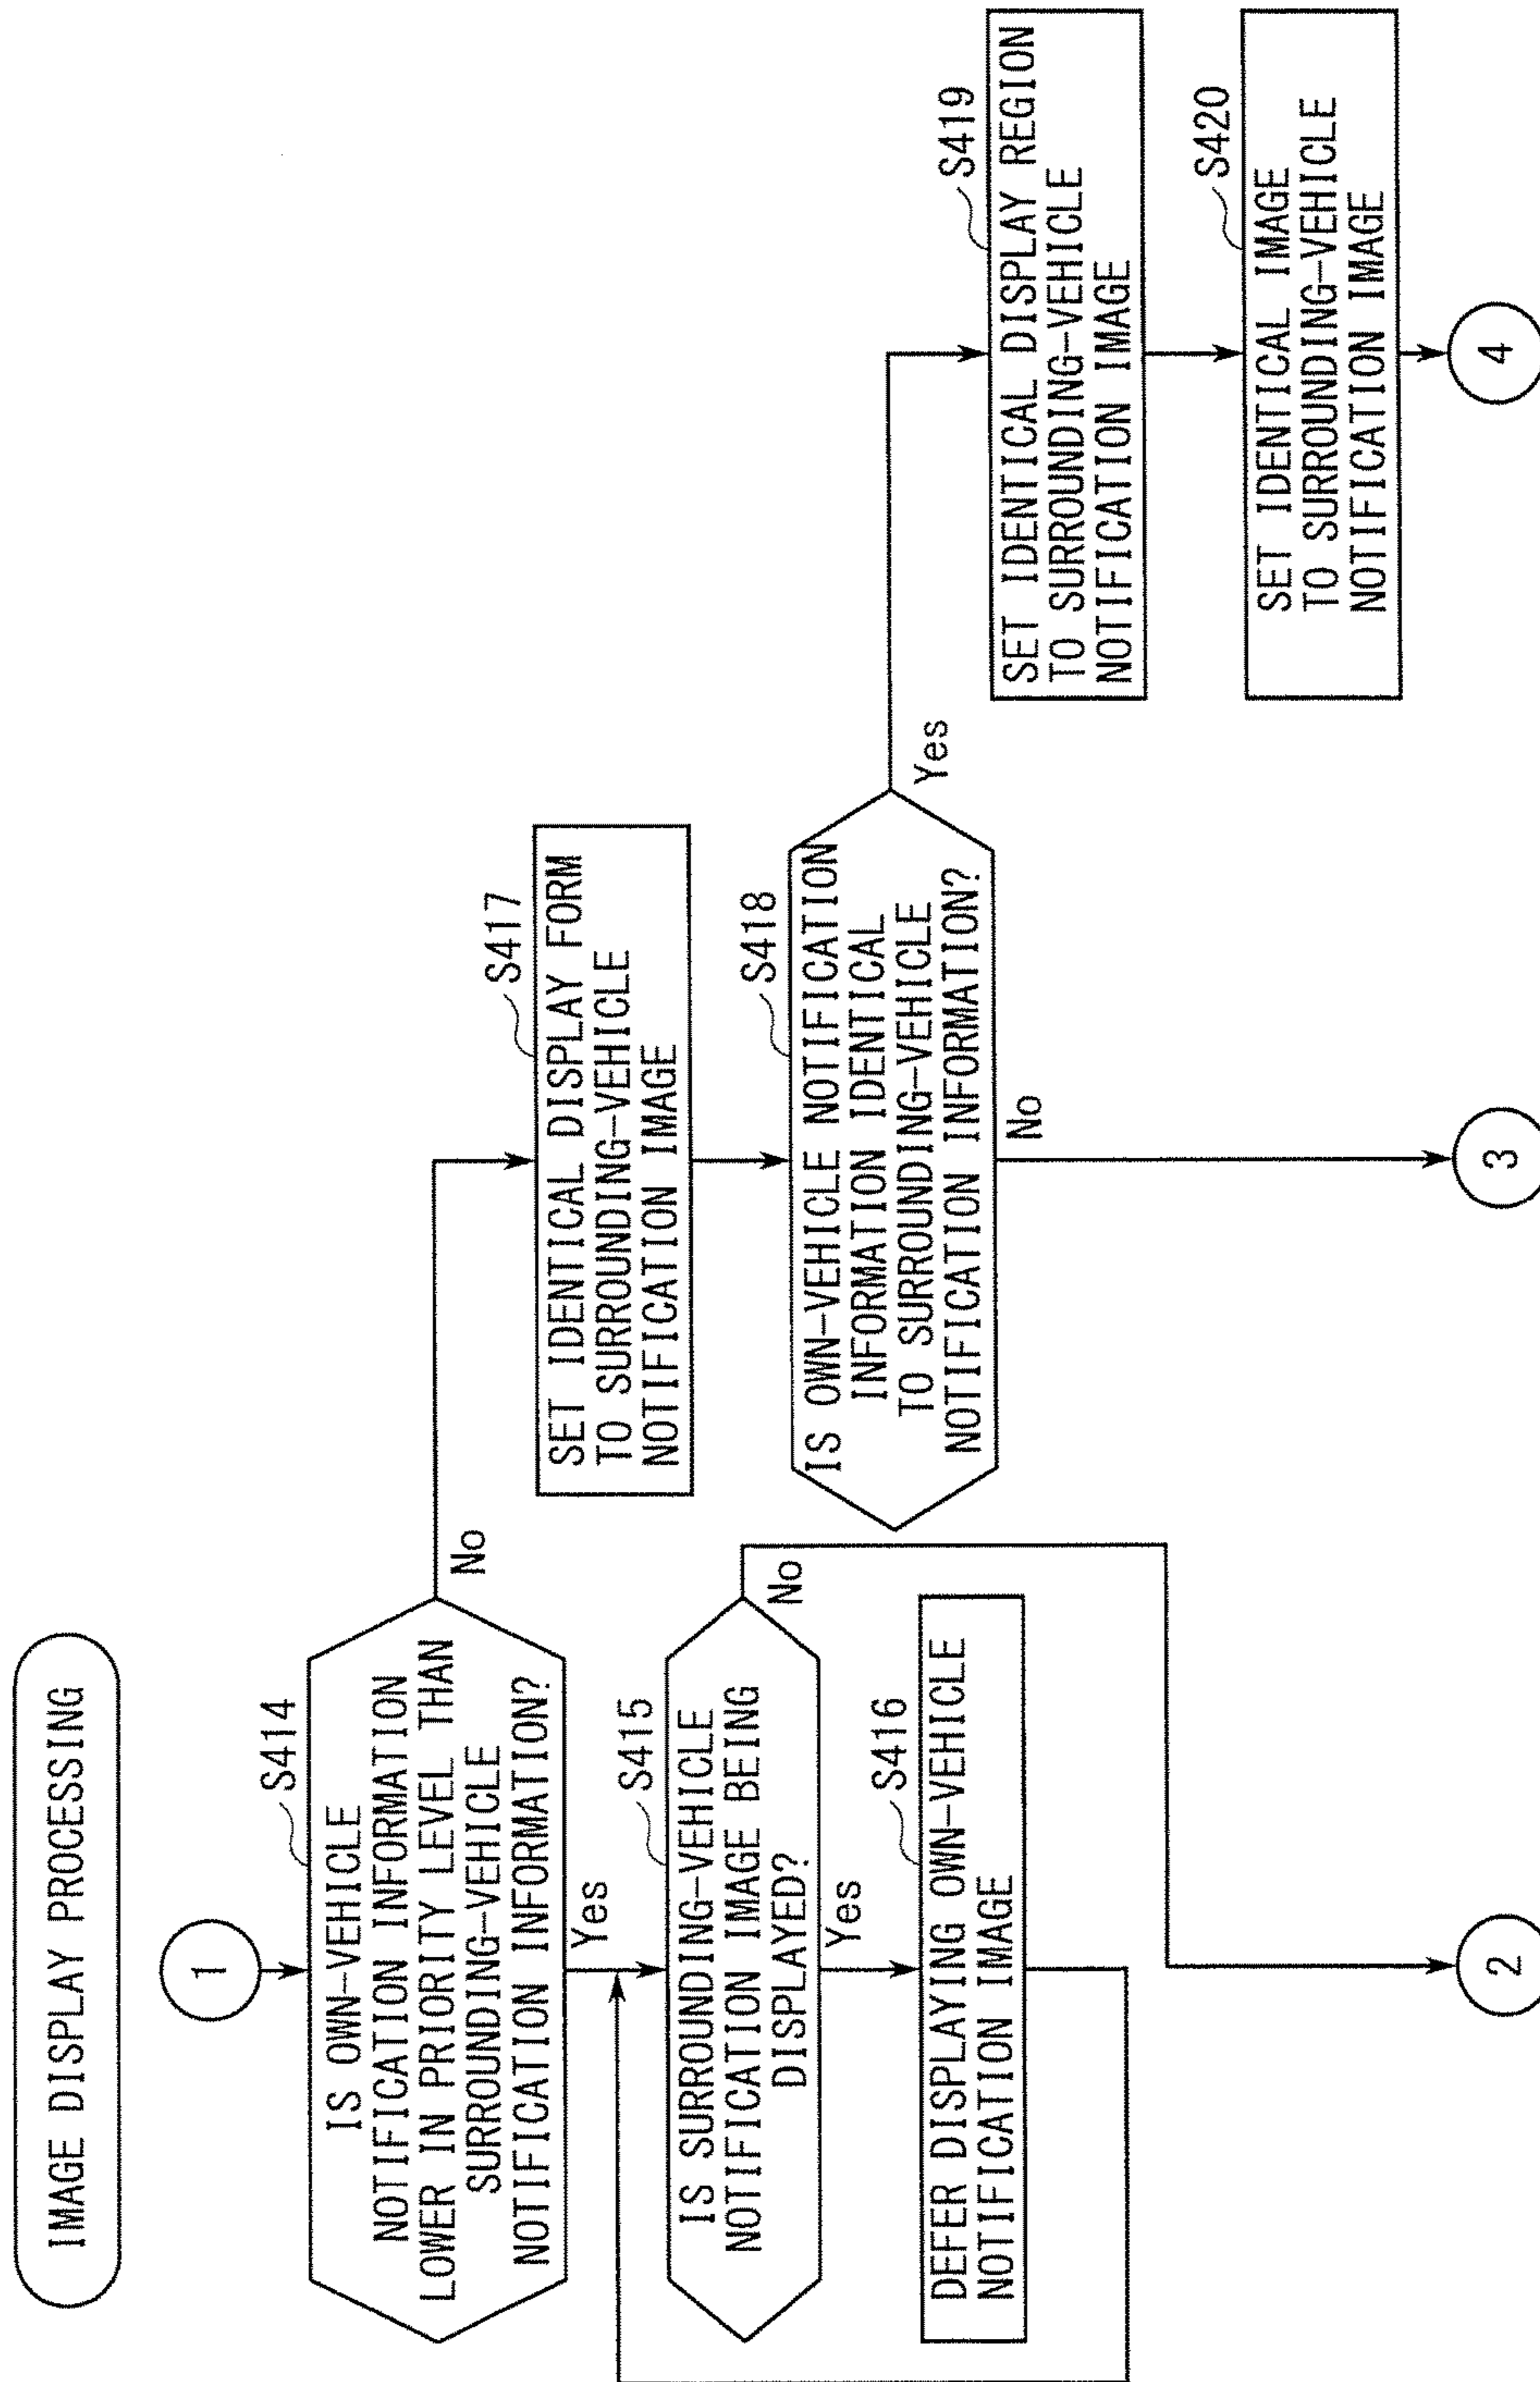 IMAGE DISPLAY PROCESSING
1
S414
IS OWN-VEHICLE
NOTIFICATION INFORMATION
LOWER IN PRIORITY LEVEL THAN
SURROUNDING-VEHICLE
NOTIFICATION INFORMATION?
No
Yes
S415
IS SURROUNDING-VEHICLE
NOTIFICATION IMAGE BEING
DISPLAYED?
No
Yes
S416
DEFER DISPLAYING OWN-VEHICLE
NOTIFICATION IMAGE
2
S417
SET IDENTICAL DISPLAY FORM
TO SURROUNDING-VEHICLE
NOTIFICATION IMAGE
S418
IS OWN-VEHICLE NOTIFICATION
INFORMATION IDENTICAL
TO SURROUNDING-VEHICLE
NOTIFICATION INFORMATION?
Yes
No
3
S419
SET IDENTICAL DISPLAY REGION
TO SURROUNDING-VEHICLE
NOTIFICATION IMAGE
S420
SET IDENTICAL IMAGE
TO SURROUNDING-VEHICLE
NOTIFICATION IMAGE
4